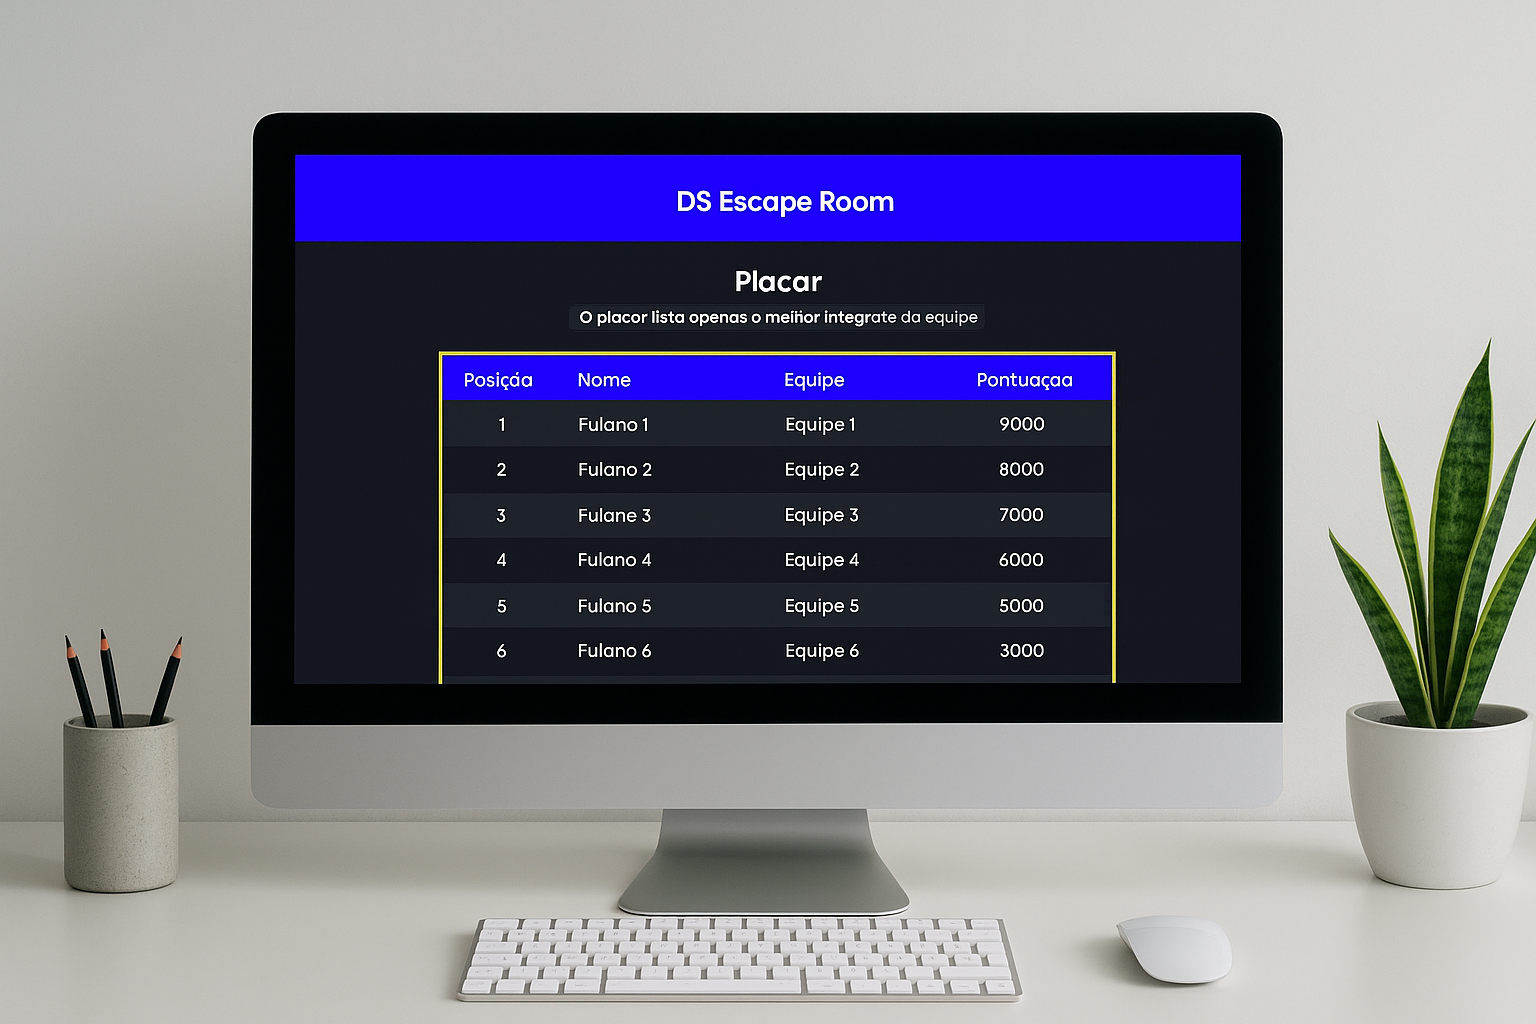 DS Escape Room
Placar
O placor lista openas o meihor integrate da equipe
Posiçáa Nome Equipe Pontuaçaa
1 Fulano 1 Equipe 1 9000
2 Fulano 2 Equipe 2 8000
3 Fulane 3 Equipe 3 7000
4 Fulano 4 Equipe 4 6000
5 Fulano 5 Equipe 5 5000
6 Fulano 6 Equipe 6 3000